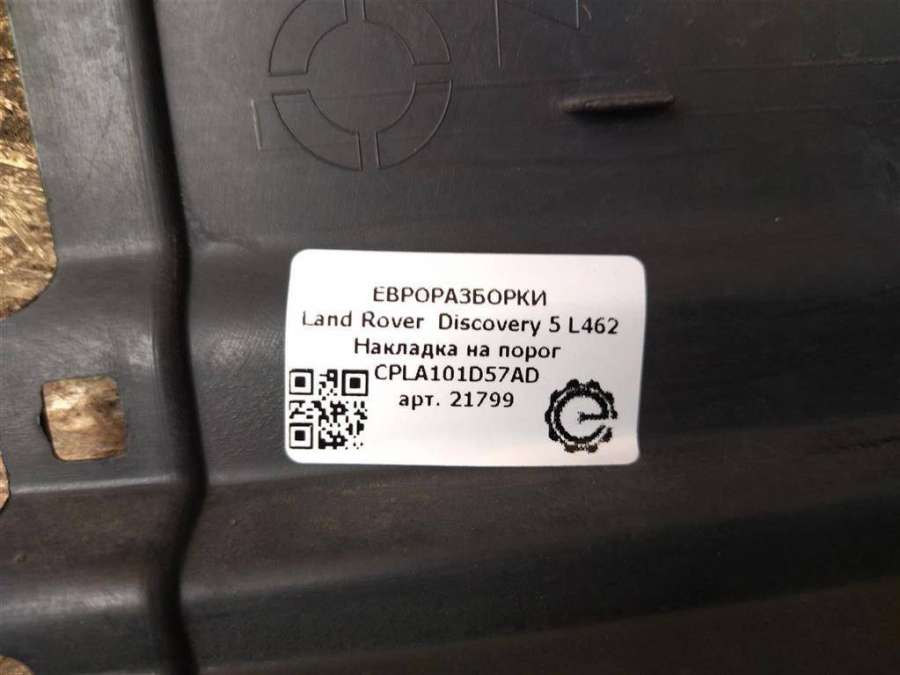 ЕВРОРАЗБОРКИ
Land Rover Discovery 5 L462
Накладка на порог
CPLA101D57AD
арт. 21799